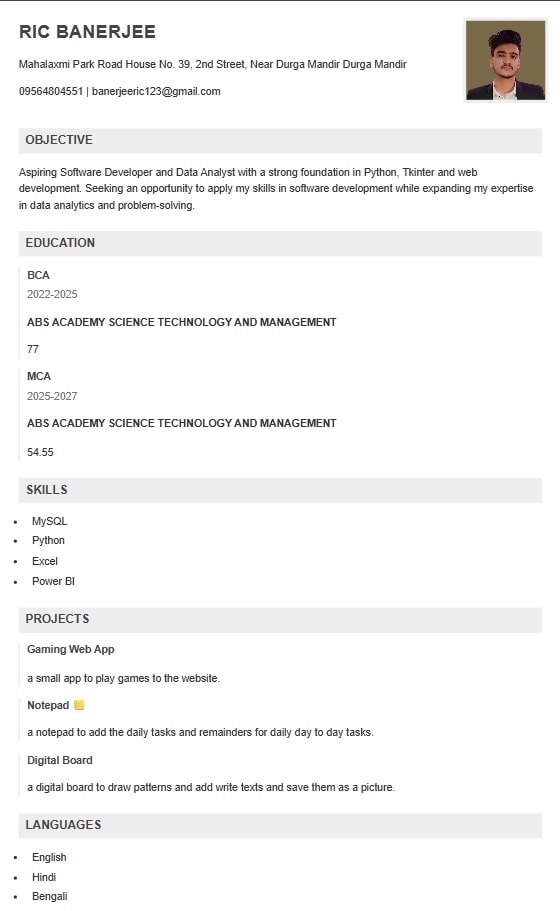 RIC BANERJEE
Mahalaxmi Park Road House No. 39, 2nd Street, Near Durga Mandir Durga Mandir
09564804551 | banerjeeric123@gmail.com
OBJECTIVE
Aspiring Software Developer and Data Analyst with a strong foundation in Python, Tkinter and web
development. Seeking an opportunity to apply my skills in software development while expanding my expertise
in data analytics and problem-solving.
EDUCATION
BCA
2022-2025
ABS ACADEMY SCIENCE TECHNOLOGY AND MANAGEMENT
77
MCA
2025-2027
ABS ACADEMY SCIENCE TECHNOLOGY AND MANAGEMENT
54.55
SKILLS
• MySQL
• Python
• Excel
• Power BI
PROJECTS
Gaming Web App
a small app to play games to the website.
Notepad 📒
a notepad to add the daily tasks and remainders for daily day to day tasks.
Digital Board
a digital board to draw patterns and add write texts and save them as a picture.
LANGUAGES
• English
• Hindi
• Bengali